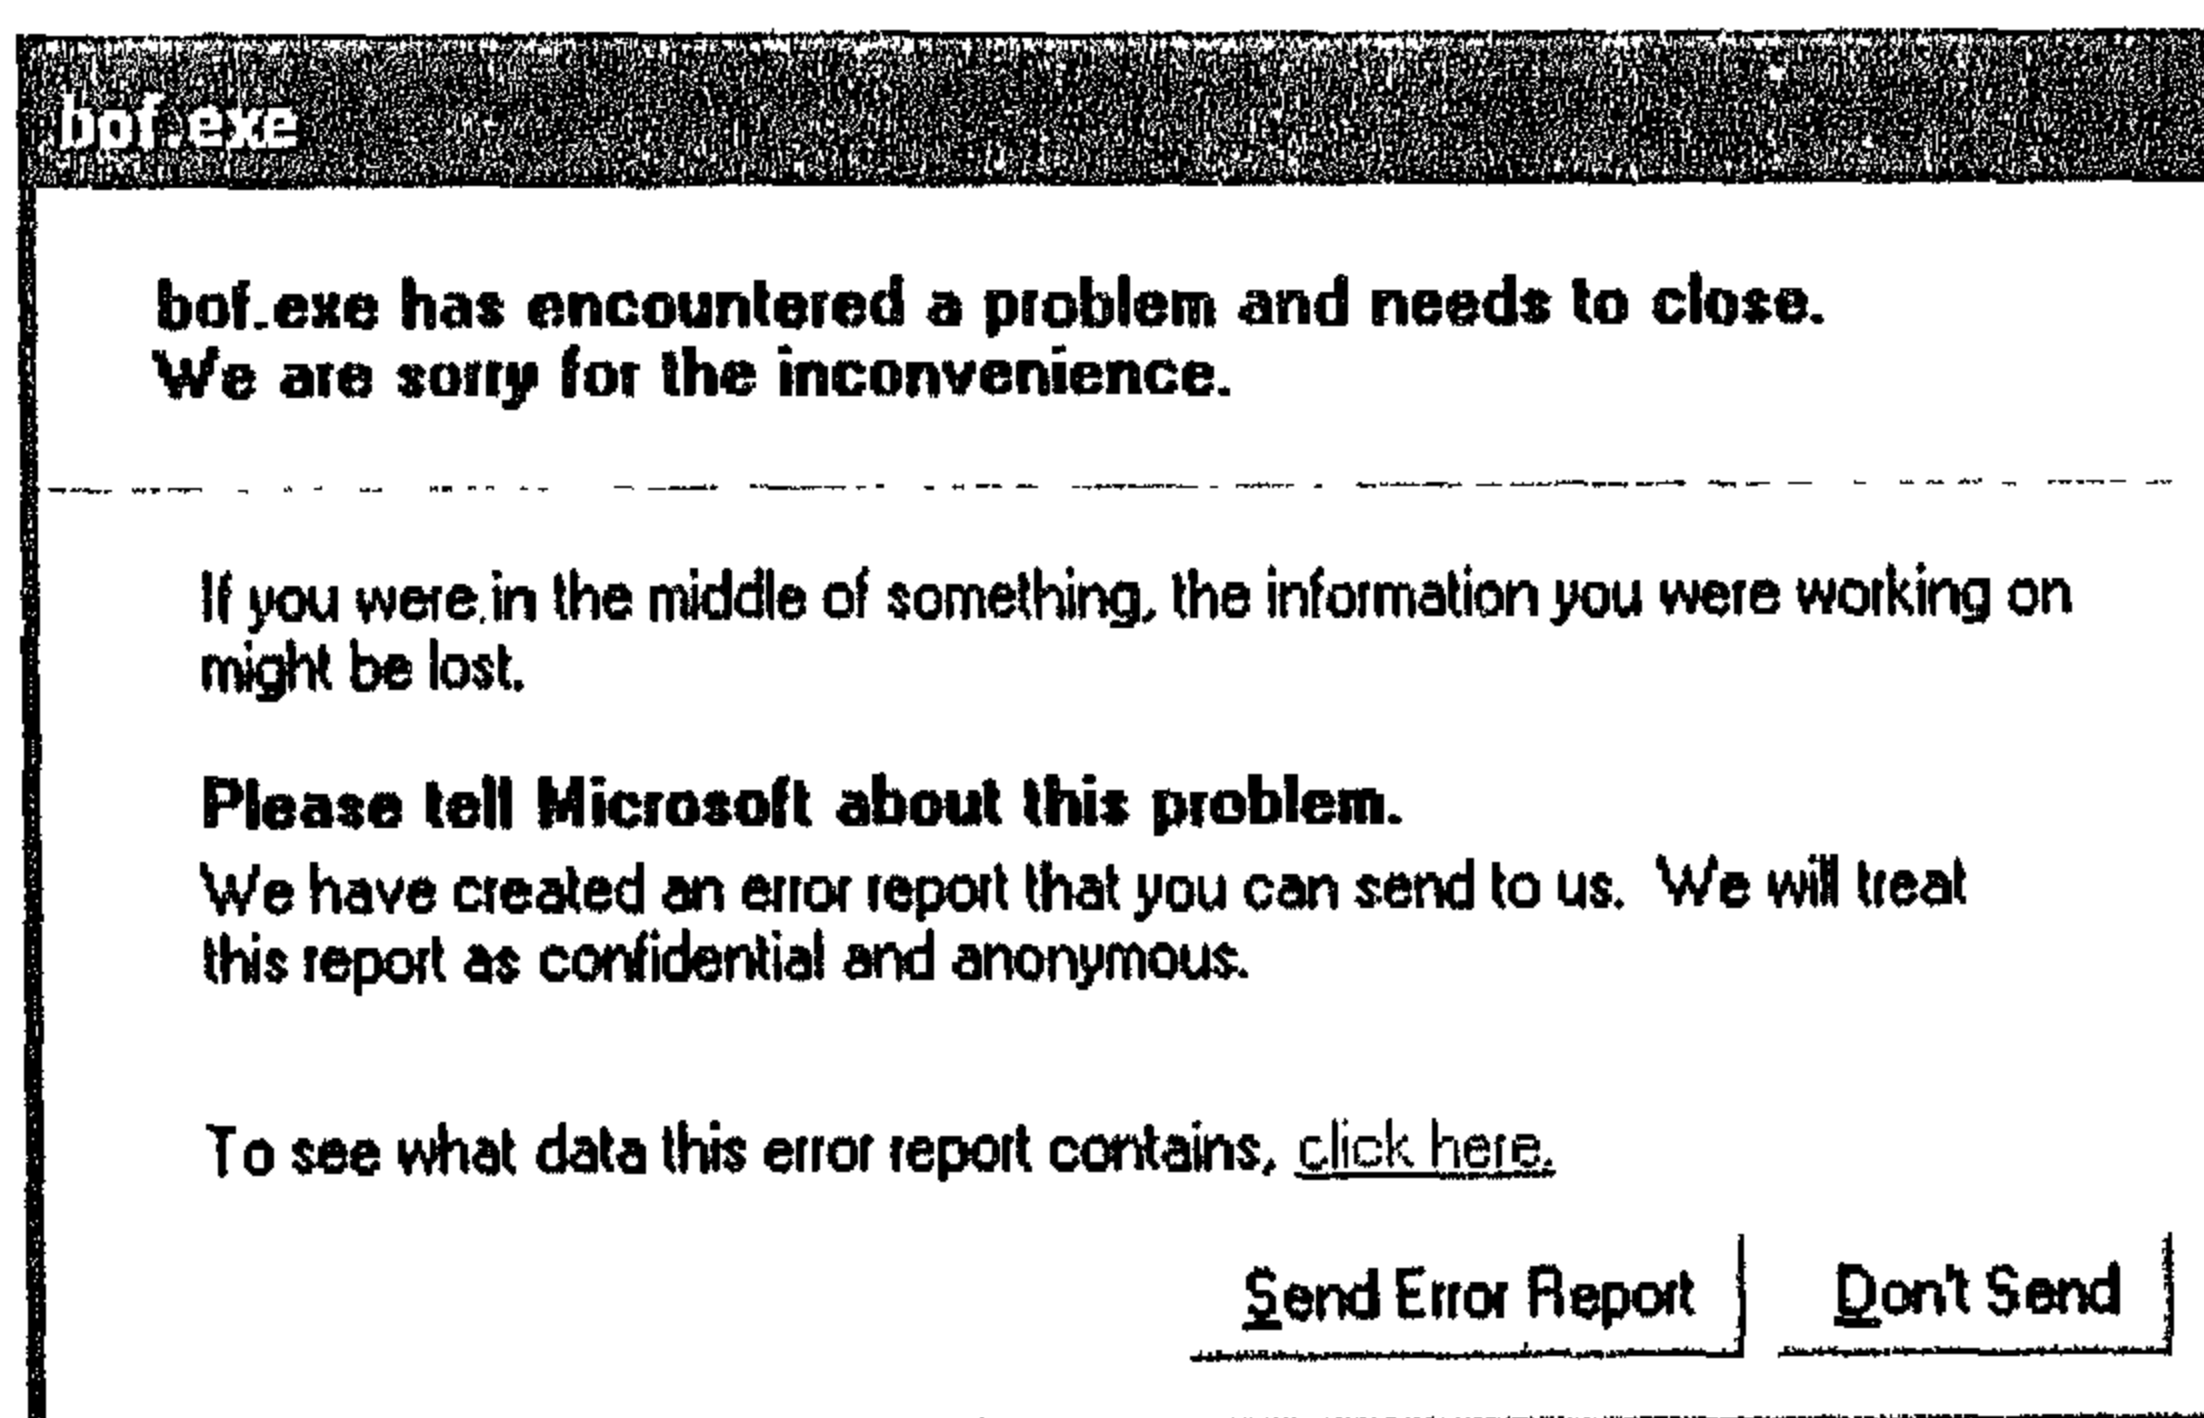 bof.exe
bof.exe has encountered a problem and needs to close.
We are sorry for the inconvenience.
If you were in the middle of something, the information you were working on
might be lost.
Please tell Microsoft about this problem.
We have created an error report that you can send to us. We will treat
this report as confidential and anonymous.
To see what data this error report contains, click here.
Send Error Report Don't Send